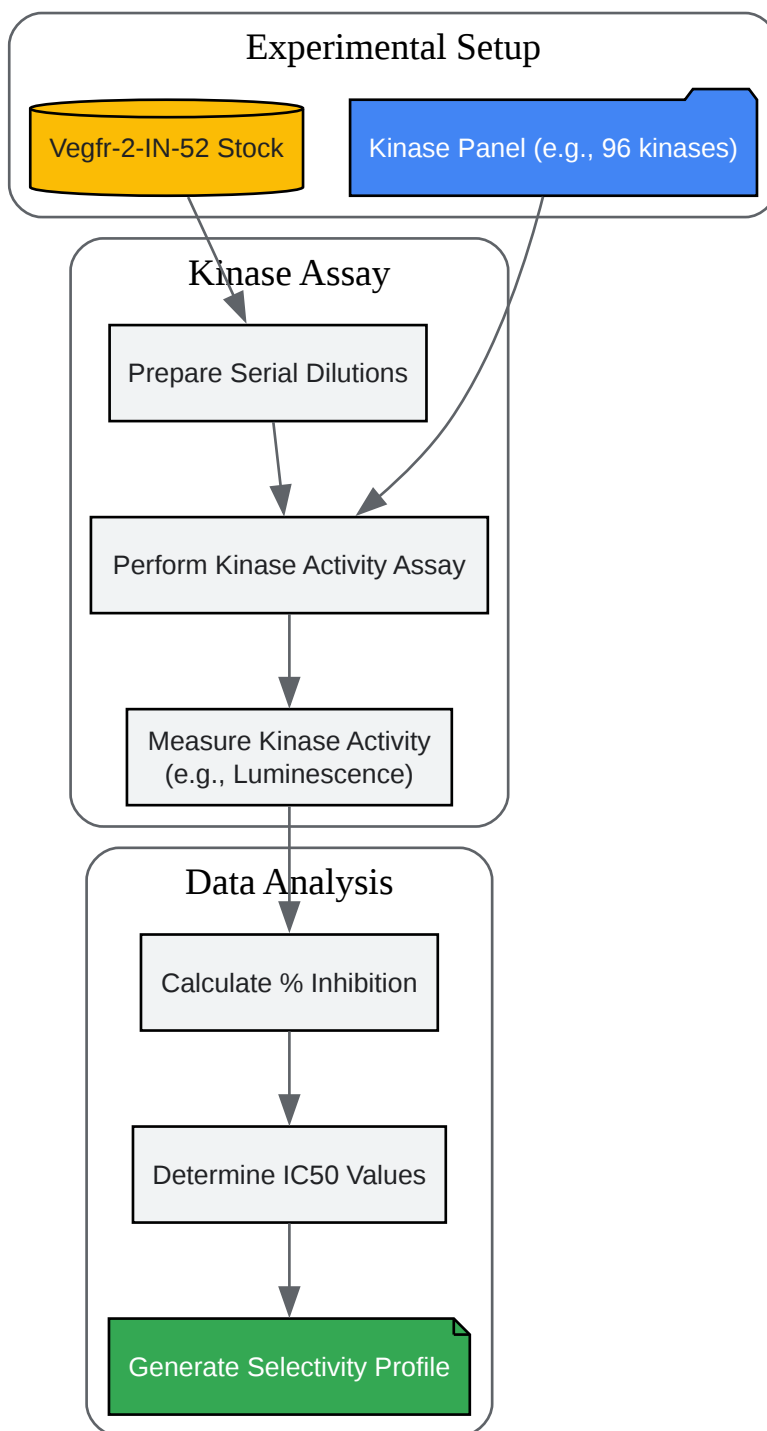 Experimental Setup
Vegfr-2-IN-52 Stock
Kinase Panel (e.g., 96 kinases)
Kinase Assay
Prepare Serial Dilutions
Perform Kinase Activity Assay
Measure Kinase Activity
(e.g., Luminescence)
Data Analysis
Calculate % Inhibition
Determine IC50 Values
Generate Selectivity Profile